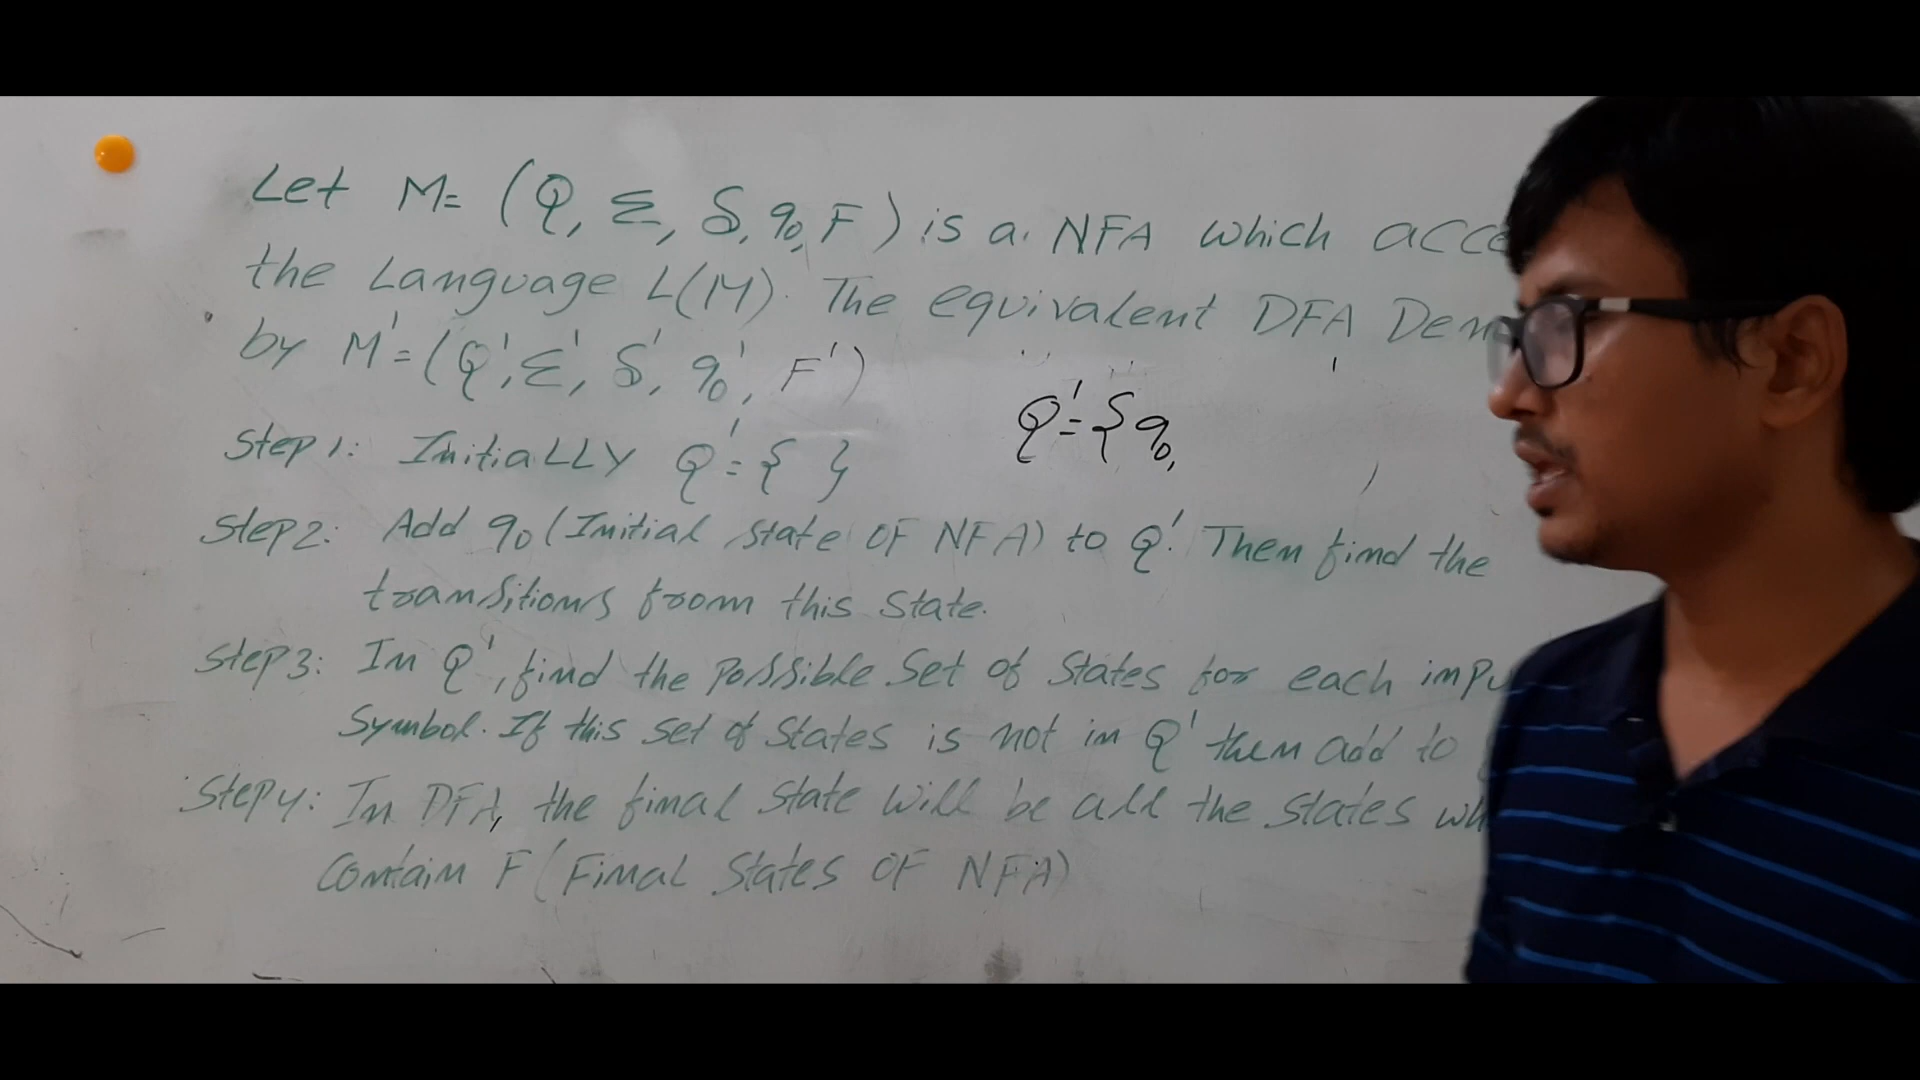 Let M= (Q, Σ, δ, q0, F) is a NFA which acce
the Language L(M). The equivalent DFA Den
by M'=(Q', Σ', δ', q0', F')
Q'={q0,
Step 1: Initially Q'={ }
Step2: Add q0 (Initial state OF NFA) to Q'. Then find the
transitions from this state.
Step3: In Q', find the Possible Set of States for each inpu
Symbol. If this set of states is not in Q' then add to
Step4: In DFA, the final state will be all the states wh
contain F (Final States OF NFA)